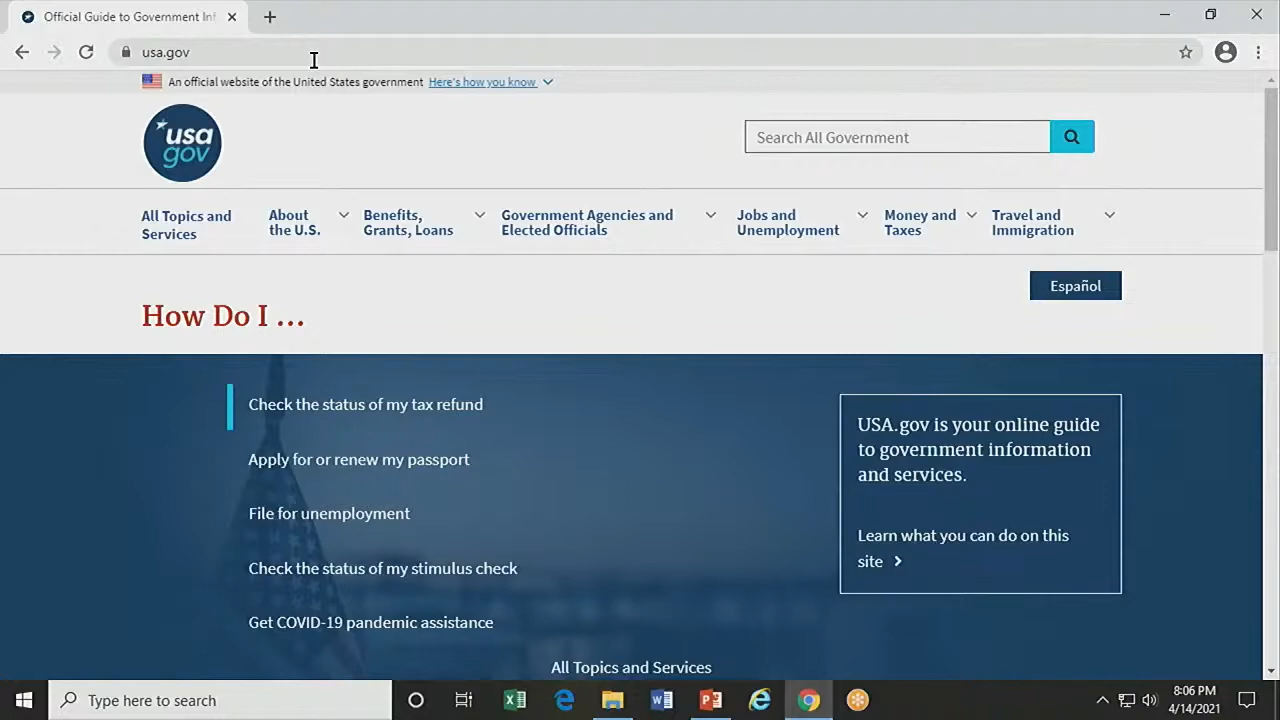 Official Guide to Government Inf
usa.gov
An official website of the United States government Here's how you know
usa
gov
Search All Government
All Topics and
Services
About
the U.S.
Benefits,
Grants, Loans
Government Agencies and
Elected Officials
Jobs and
Unemployment
Money and
Taxes
Travel and
Immigration
Español
How Do I ...
Check the status of my tax refund
Apply for or renew my passport
File for unemployment
Check the status of my stimulus check
Get COVID-19 pandemic assistance
USA.gov is your online guide
to government information
and services.
Learn what you can do on this
site
All Topics and Services
Type here to search
8:06 PM
4/14/2021